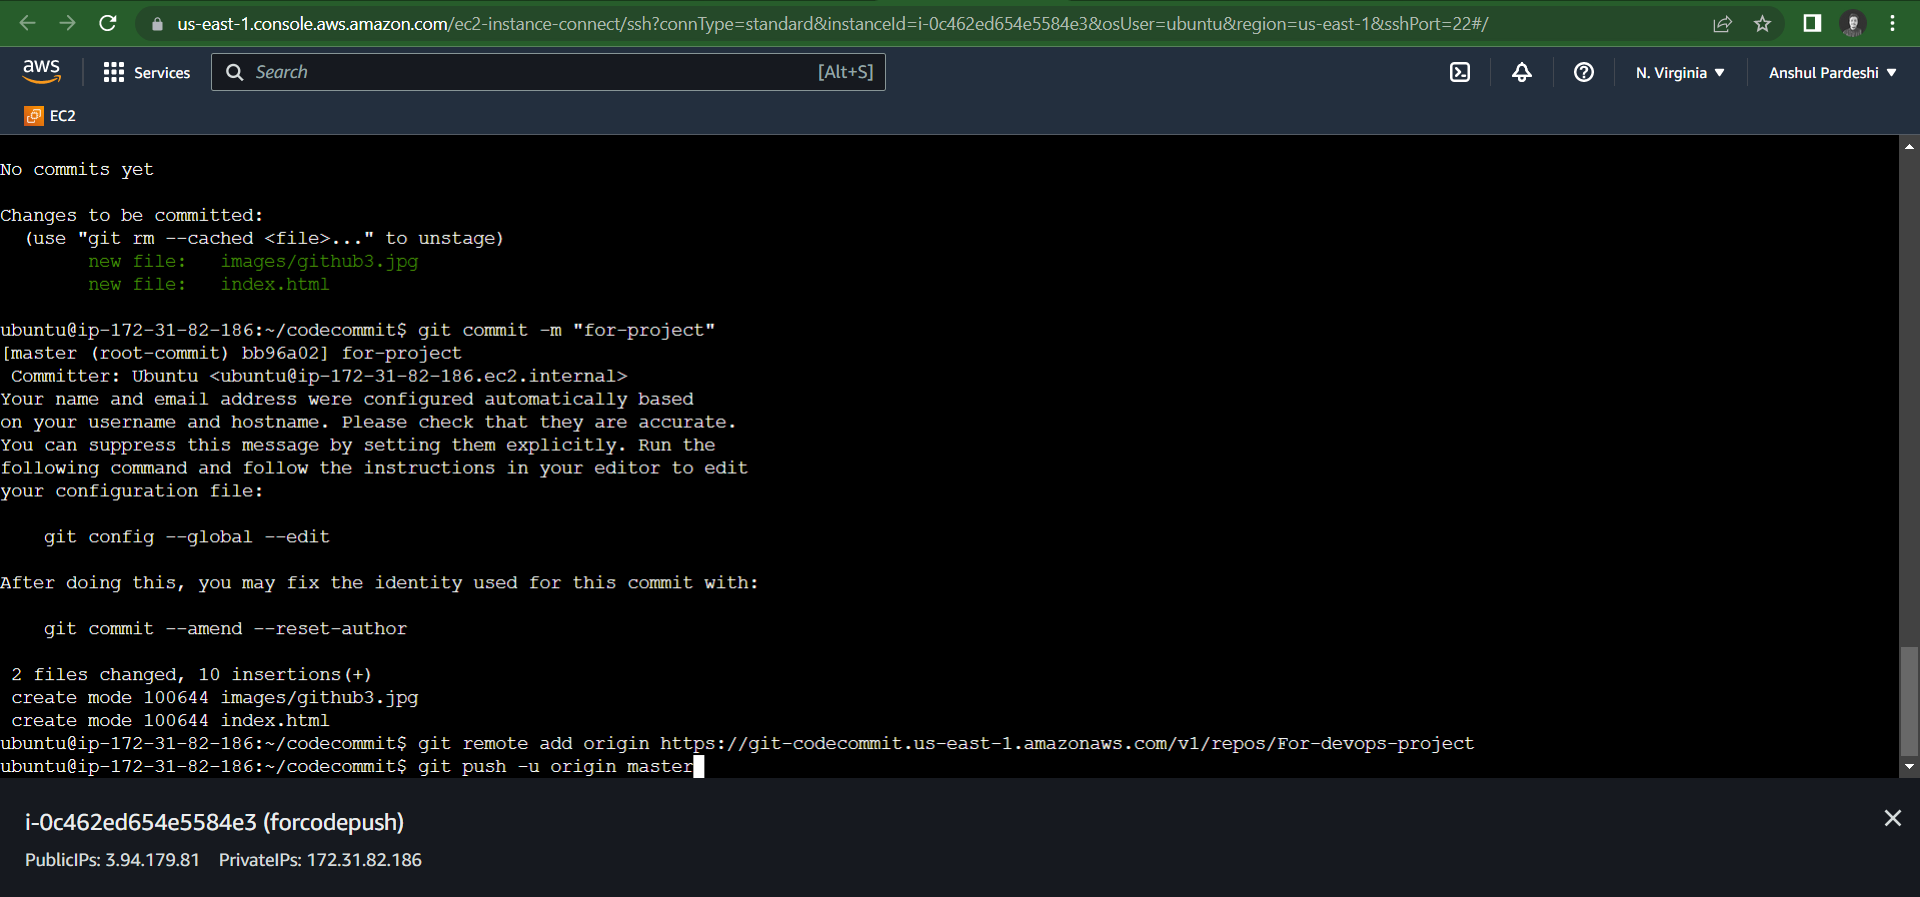 us-east-1.console.aws.amazon.com/ec2-instance-connect/ssh?connType=standard&instanceId=i-0c462ed654e5584e3&osUser=ubuntu&region=us-east-1&sshPort=22#/
aws Services Search [Alt+S] N. Virginia ▼ Anshul Pardeshi ▼
EC2
No commits yet
Changes to be committed:
(use "git rm --cached <file>..." to unstage)
new file: images/github3.jpg
new file: index.html
ubuntu@ip-172-31-82-186:~/codecommit$ git commit -m "for-project"
[master (root-commit) bb96a02] for-project
Committer: Ubuntu <ubuntu@ip-172-31-82-186.ec2.internal>
Your name and email address were configured automatically based
on your username and hostname. Please check that they are accurate.
You can suppress this message by setting them explicitly. Run the
following command and follow the instructions in your editor to edit
your configuration file:
git config --global --edit
After doing this, you may fix the identity used for this commit with:
git commit --amend --reset-author
2 files changed, 10 insertions(+)
create mode 100644 images/github3.jpg
create mode 100644 index.html
ubuntu@ip-172-31-82-186:~/codecommit$ git remote add origin https://git-codecommit.us-east-1.amazonaws.com/v1/repos/For-devops-project
ubuntu@ip-172-31-82-186:~/codecommit$ git push -u origin master
i-0c462ed654e5584e3 (forcodepush)
PublicIPs: 3.94.179.81 PrivateIPs: 172.31.82.186